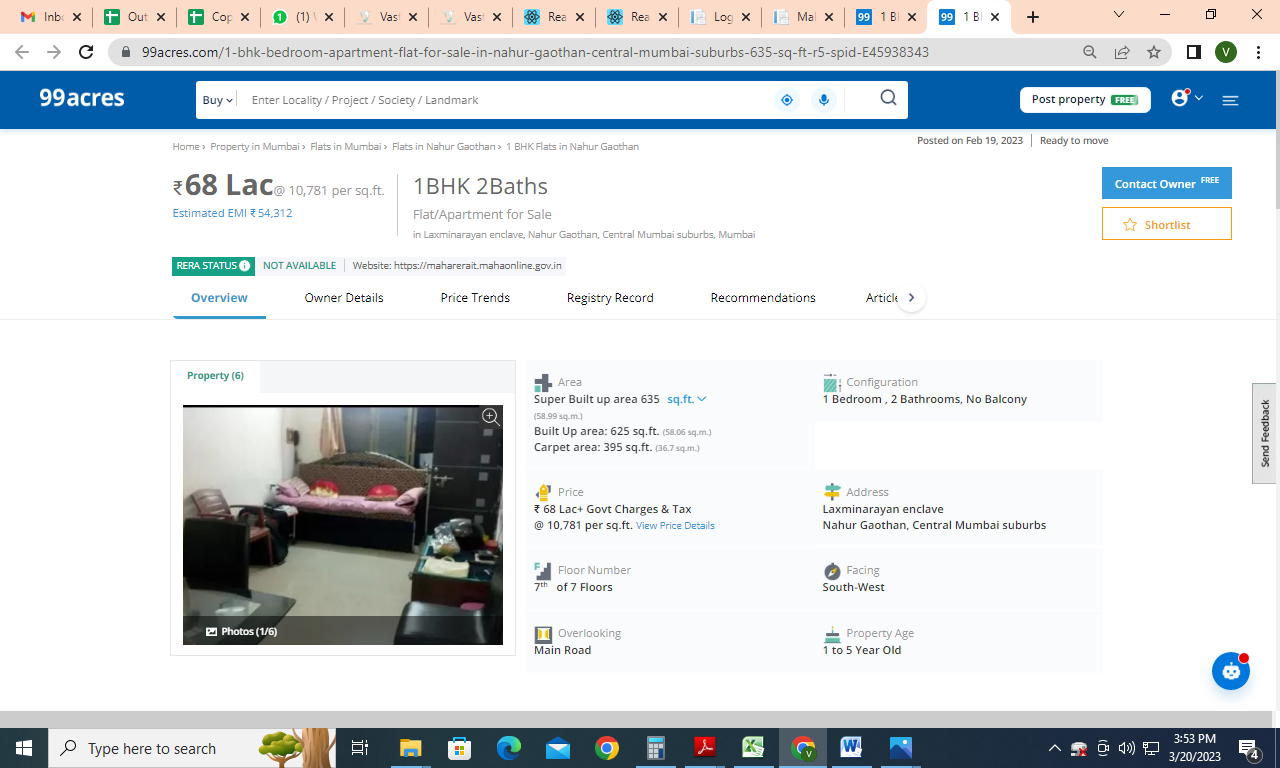 Inbo
Out
Cop
(1) \
Vast
Vast
Rea
Rea
Log
Mal
99 1 Bl
99 1 Bl
99acres.com/1-bhk-bedroom-apartment-flat-for-sale-in-nahur-gaothan-central-mumbai-suburbs-635-sq-ft-r5-spid-E45938343
V
99acres
Buy
Enter Locality / Project / Society / Landmark
Post property FREE
Home › Property in Mumbai › Flats in Mumbai › Flats in Nahur Gaothan › 1 BHK Flats in Nahur Gaothan
Posted on Feb 19, 2023 | Ready to move
₹68 Lac@ 10,781 per sq.ft.
Estimated EMI ₹ 54,312
1BHK 2Baths
Flat/Apartment for Sale
in Laxminarayan enclave, Nahur Gaothan, Central Mumbai suburbs, Mumbai
Contact Owner FREE
Shortlist
RERA STATUS i NOT AVAILABLE | Website: https://maharerait.mahaonline.gov.in
Overview
Owner Details
Price Trends
Registry Record
Recommendations
Article
Property (6)
Photos (1/6)
Area
Super Built up area 635 sq.ft.
(58.99 sq.m.)
Built Up area: 625 sq.ft. (58.06 sq.m.)
Carpet area: 395 sq.ft. (36.7 sq.m.)
Configuration
1 Bedroom , 2 Bathrooms, No Balcony
Price
₹ 68 Lac+ Govt Charges & Tax
@ 10,781 per sq.ft. View Price Details
Address
Laxminarayan enclave
Nahur Gaothan, Central Mumbai suburbs
Floor Number
7th of 7 Floors
Facing
South-West
Overlooking
Main Road
Property Age
1 to 5 Year Old
Send Feedback
Type here to search
3:53 PM
3/20/2023
4